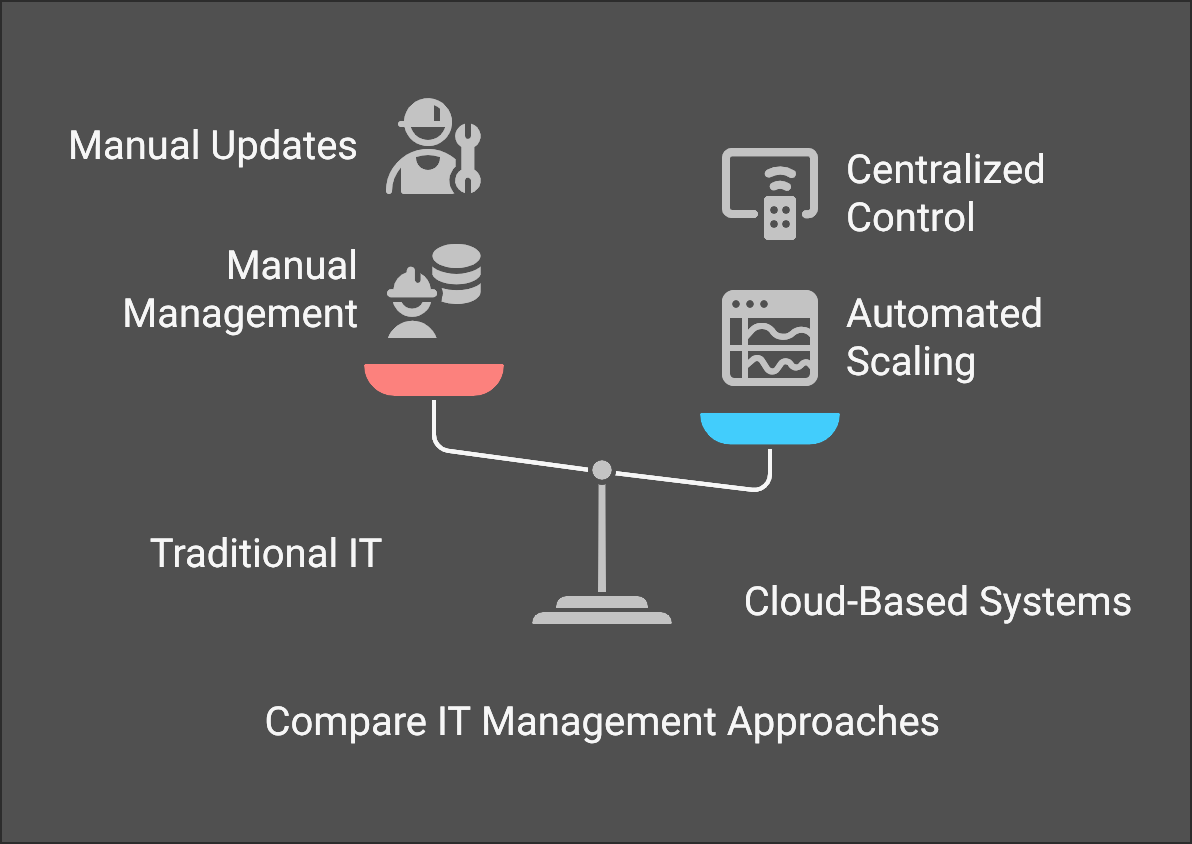 Manual Updates
Manual
Management
Centralized
Control
Automated
Scaling
Traditional IT
Cloud-Based Systems
Compare IT Management Approaches